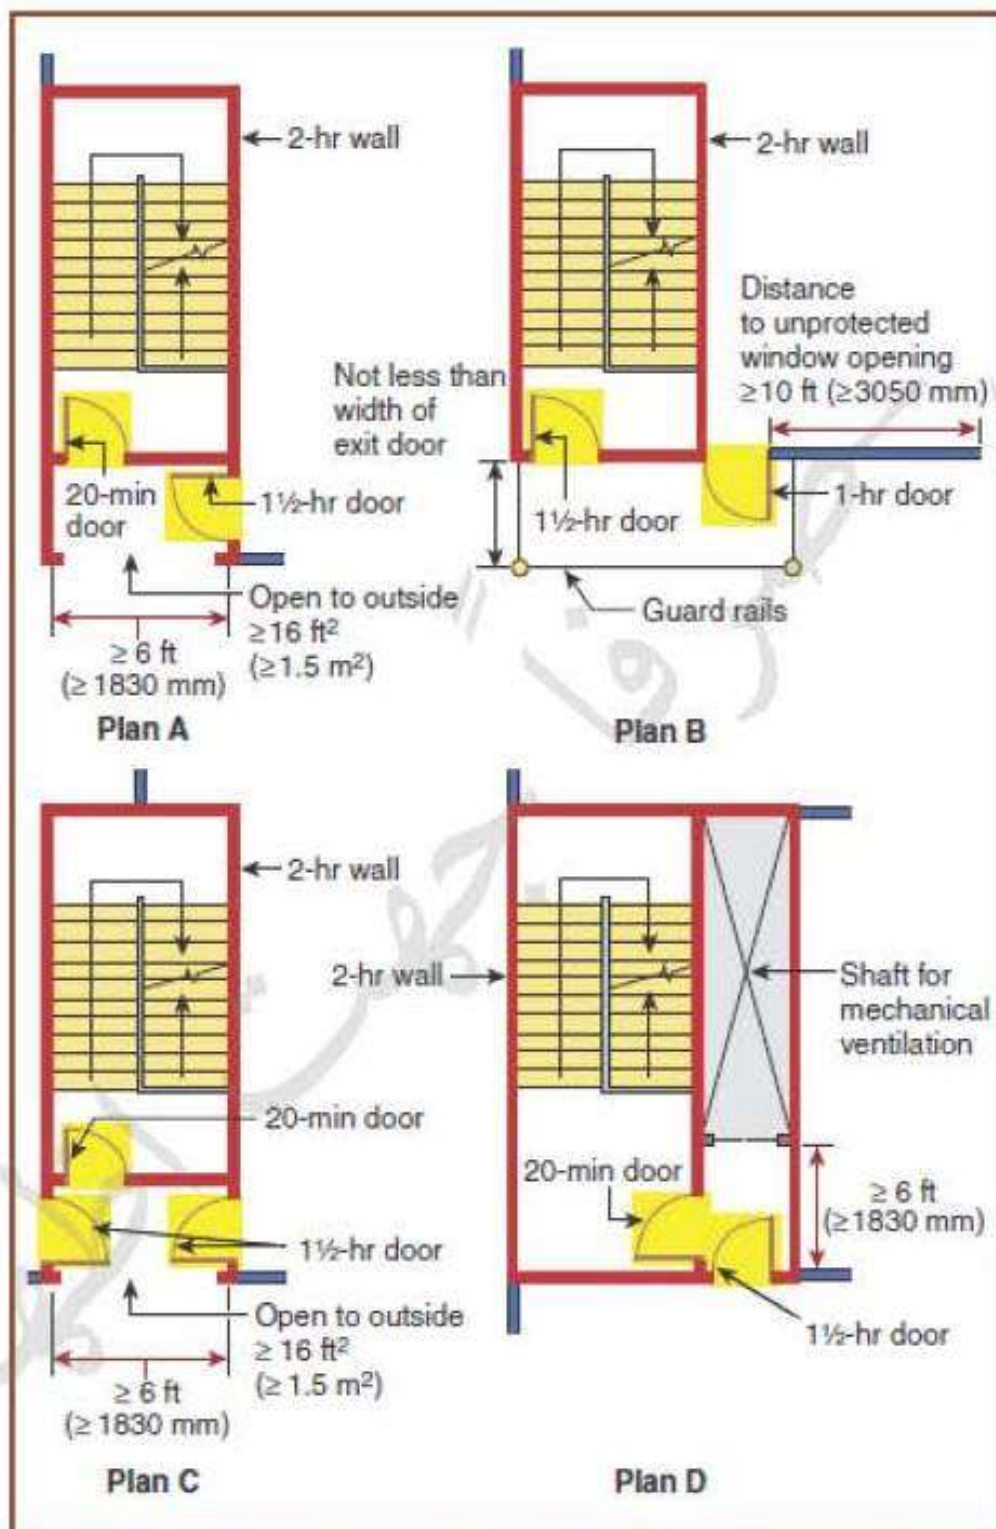 2-hr wall
20-min
door
1½-hr door
Open to outside
≥16 ft²
(≥1.5 m²)
≥ 6 ft
(≥ 1830 mm)
Plan A
2-hr wall
Distance
to unprotected
window opening
≥10 ft (≥3050 mm)
Not less than
width of
exit door
1½-hr door
1-hr door
Guard rails
Plan B
2-hr wall
20-min door
1½-hr door
Open to outside
≥ 16 ft²
(≥ 1.5 m²)
≥ 6 ft
(≥ 1830 mm)
Plan C
2-hr wall
Shaft for
mechanical
ventilation
20-min door
≥ 6 ft
(≥1830 mm)
1½-hr door
Plan D